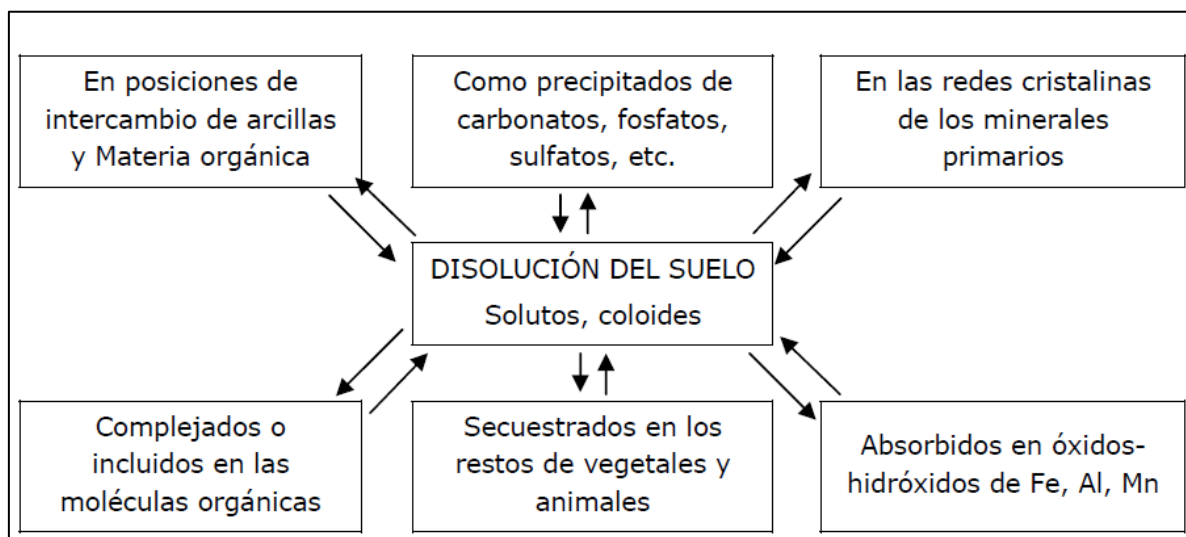 En posiciones de
intercambio de arcillas
y Materia orgánica
Como precipitados de
carbonatos, fosfatos,
sulfatos, etc.
En las redes cristalinas
de los minerales
primarios
DISOLUCIÓN DEL SUELO
Solutos, coloides
Complejados o
incluidos en las
moléculas orgánicas
Secuestrados en los
restos de vegetales y
animales
Absorbidos en óxidos-
hidróxidos de Fe, Al, Mn